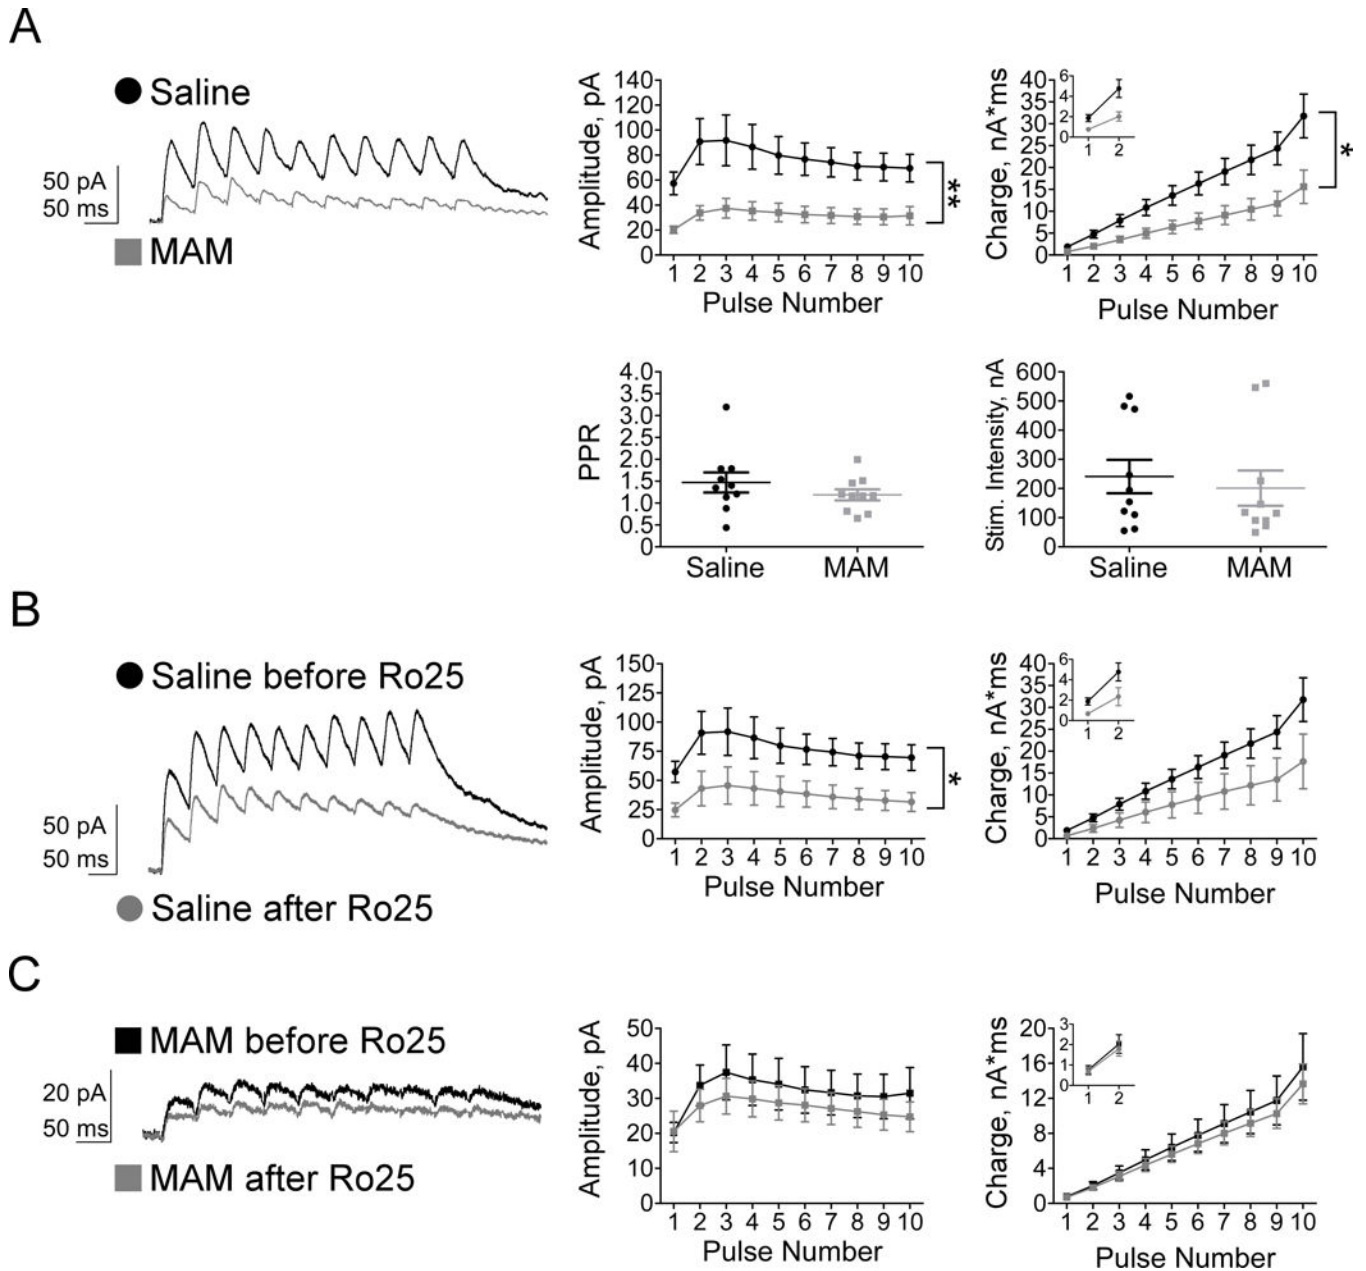 A
Saline
50 pA
50 ms
MAM
Amplitude, pA
140
120
100
80
60
40
20
0
1 2 3 4 5 6 7 8 9 10
Pulse Number
**
Charge, nA*ms
40
35
30
25
20
15
10
5
0
6
4
2
0
1 2
1 2 3 4 5 6 7 8 9 10
Pulse Number
*
PPR
4.0
3.5
3.0
2.5
2.0
1.5
1.0
0.5
0
Saline MAM
Stim. Intensity, nA
600
500
400
300
200
100
0
Saline MAM
B
Saline before Ro25
50 pA
50 ms
Saline after Ro25
Amplitude, pA
150
125
100
75
50
25
0
1 2 3 4 5 6 7 8 9 10
Pulse Number
*
Charge, nA*ms
40
35
30
25
20
15
10
5
0
6
4
2
0
1 2
1 2 3 4 5 6 7 8 9 10
Pulse Number
C
MAM before Ro25
20 pA
50 ms
MAM after Ro25
Amplitude, pA
50
40
30
20
10
0
1 2 3 4 5 6 7 8 9 10
Pulse Number
Charge, nA*ms
20
16
12
8
4
0
3
2
1
0
1 2
1 2 3 4 5 6 7 8 9 10
Pulse Number